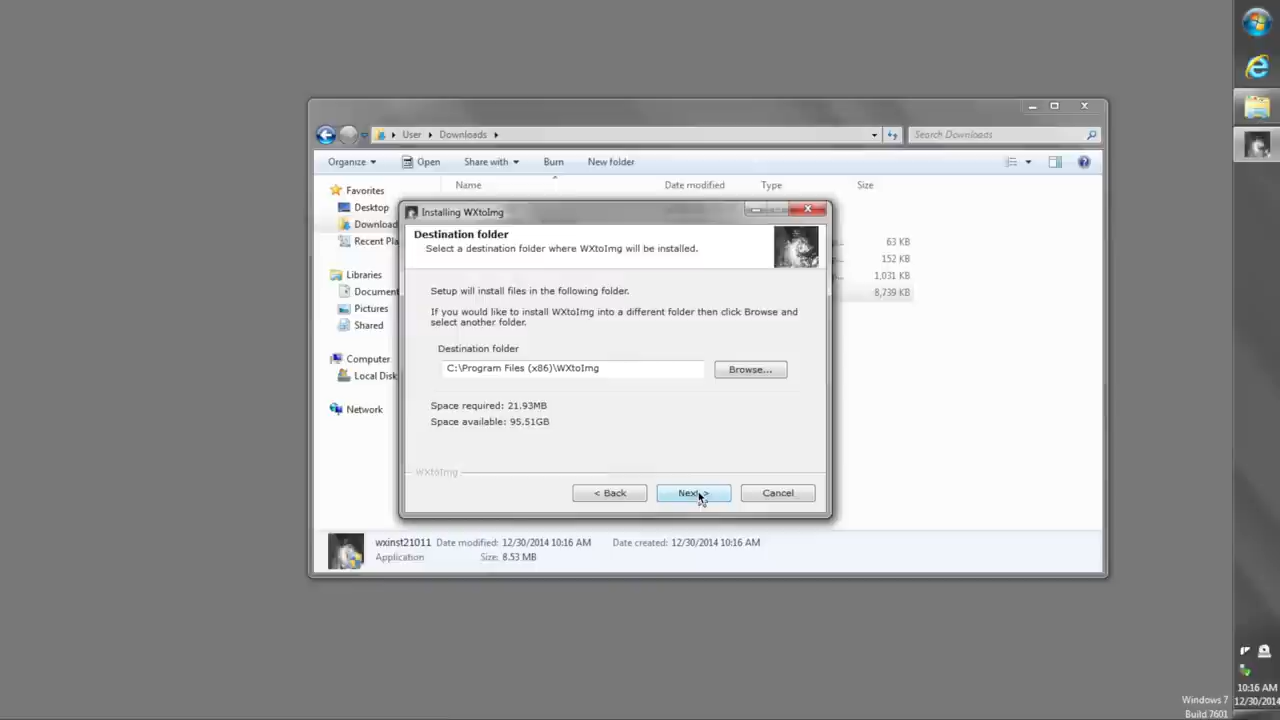 User ▸ Downloads ▸
Search Downloads
Organize
Open
Share with
Burn
New folder
Name
Date modified
Type
Size
Favorites
Desktop
Download
Recent Pla
Libraries
Document
Pictures
Shared
Computer
Local Disk
Network
63 KB
152 KB
1,031 KB
8,739 KB
Installing WXtoImg
Destination folder
Select a destination folder where WXtoImg will be installed.
Setup will install files in the following folder.
If you would like to install WXtoImg into a different folder then click Browse and
select another folder.
Destination folder
C:\Program Files (x86)\WXtoImg
Browse...
Space required: 21.93MB
Space available: 95.51GB
WXtoImg
< Back
Next >
Cancel
wxinst21011 Date modified: 12/30/2014 10:16 AM Date created: 12/30/2014 10:16 AM
Application Size: 8.53 MB
10:16 AM
12/30/2014
Windows 7
Build 7601